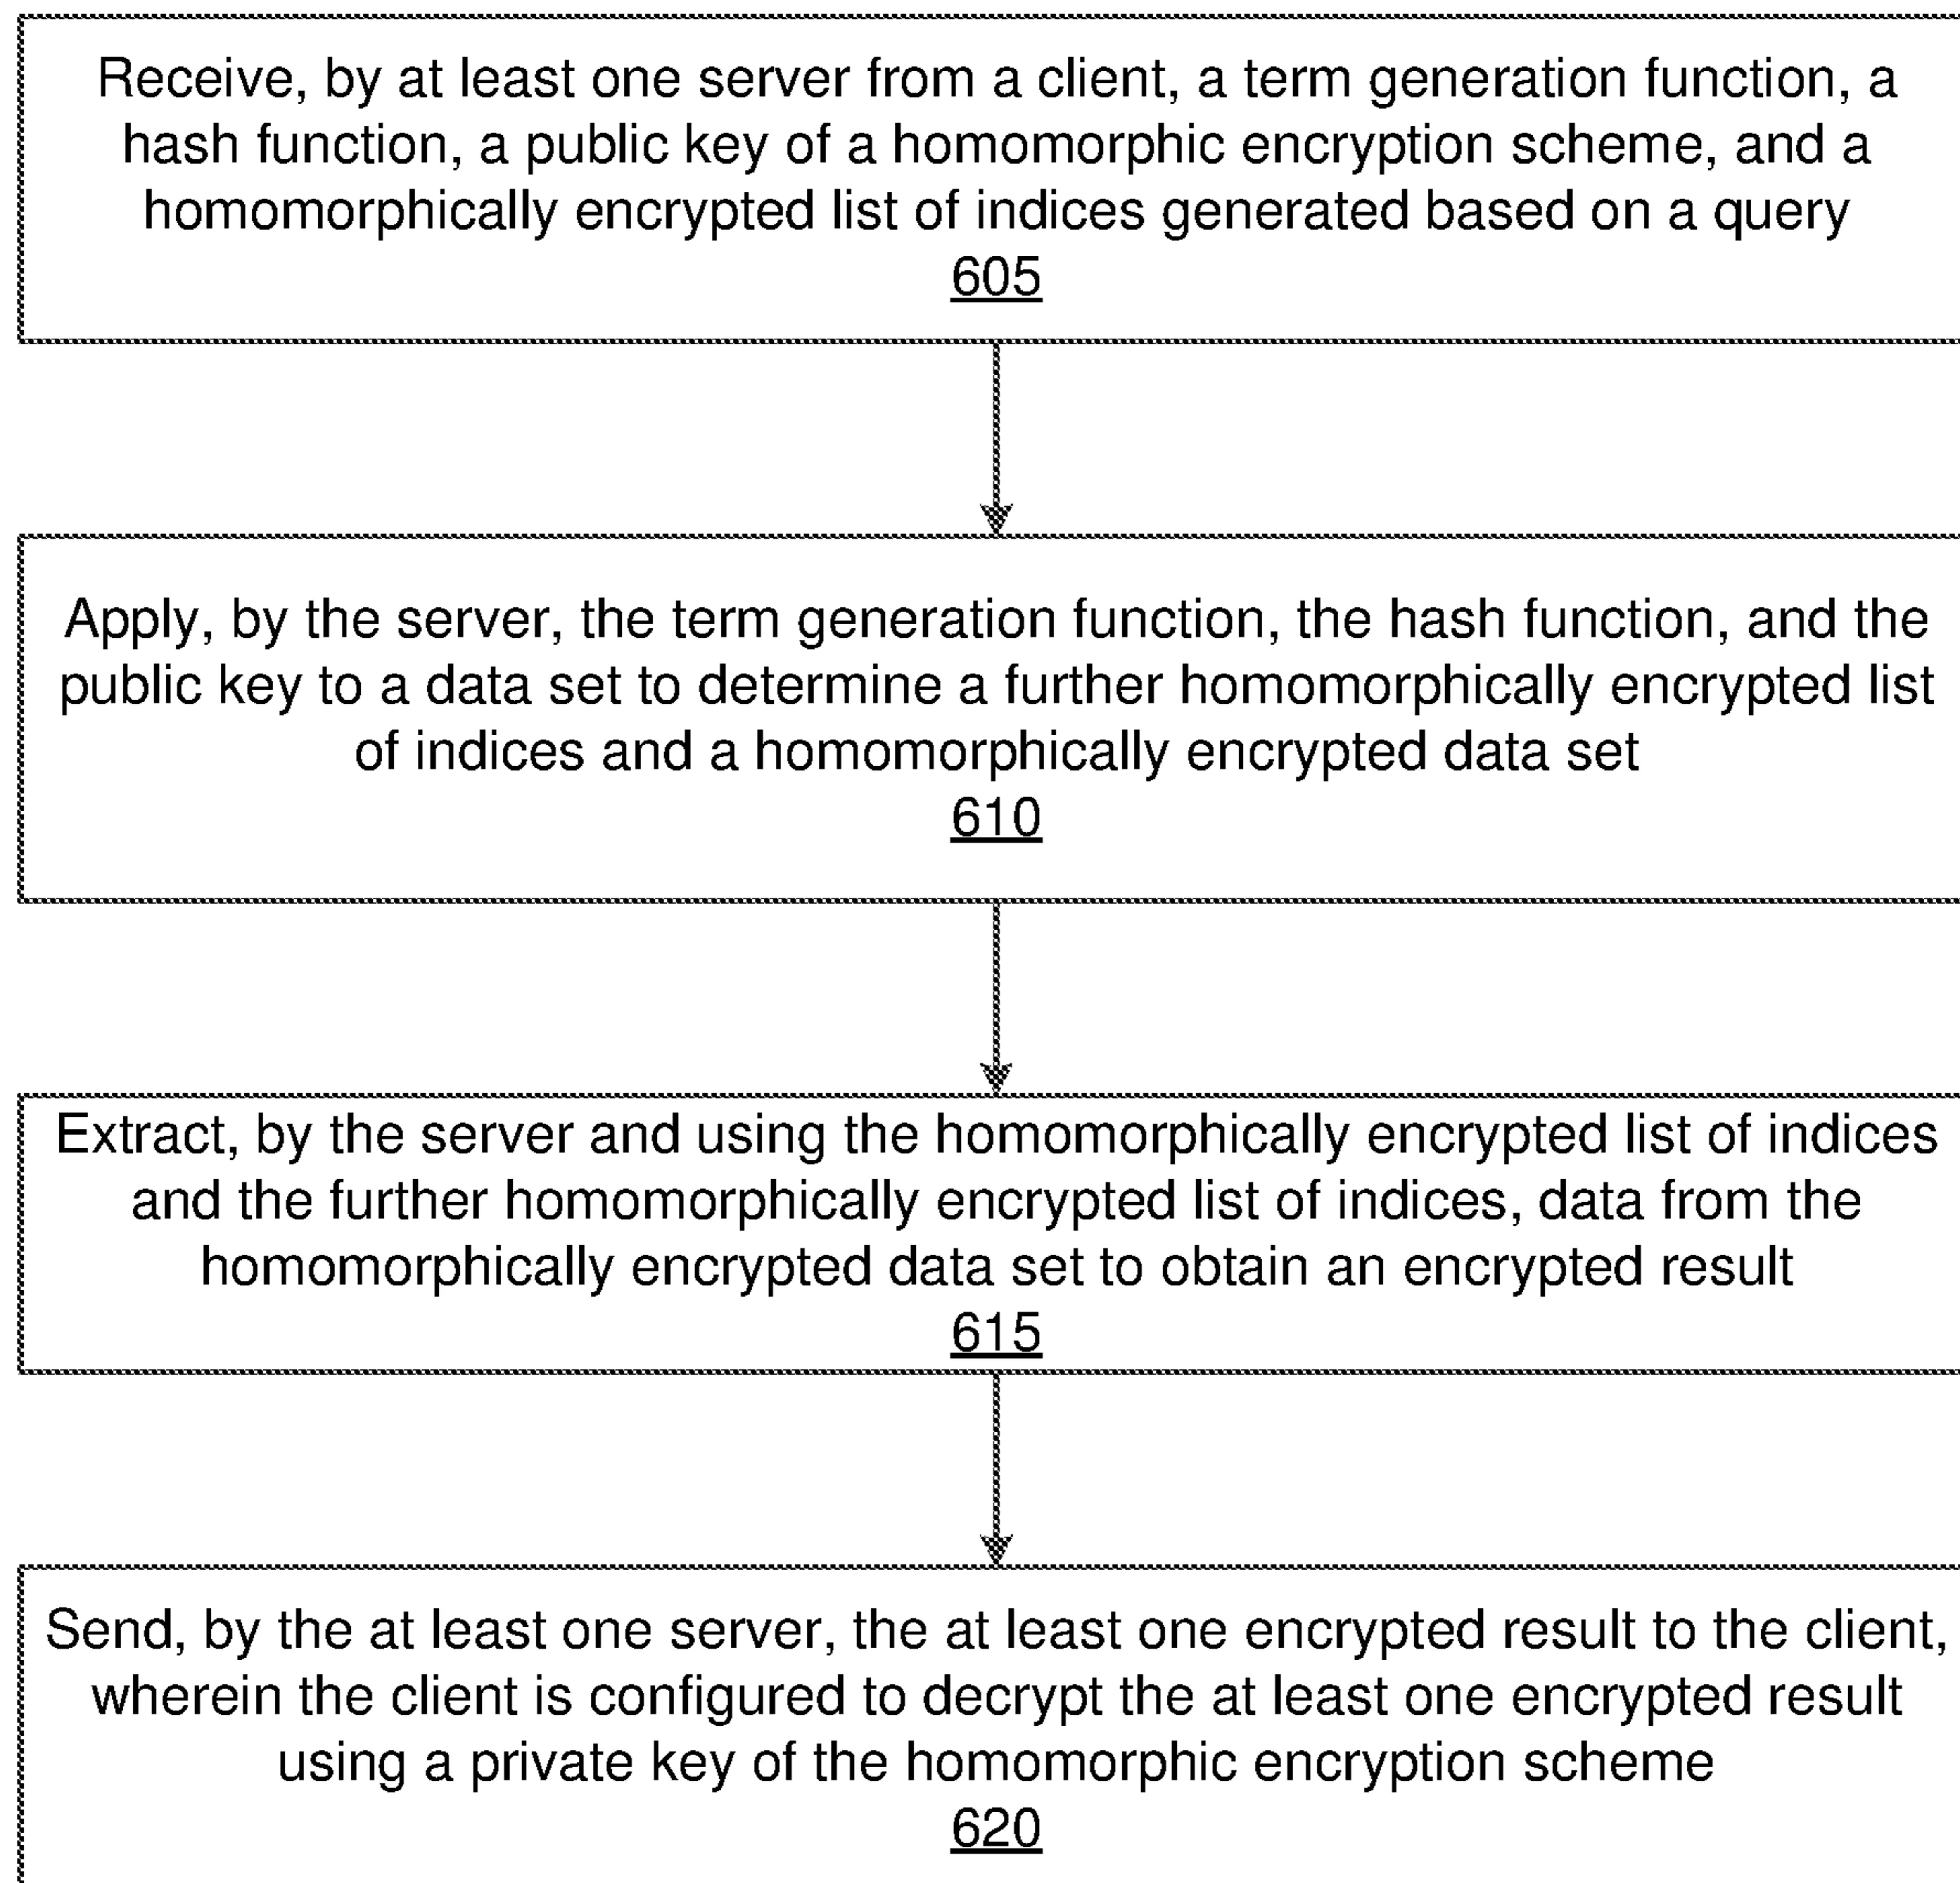 Receive, by at least one server from a client, a term generation function, a
hash function, a public key of a homomorphic encryption scheme, and a
homomorphically encrypted list of indices generated based on a query
605
Apply, by the server, the term generation function, the hash function, and the
public key to a data set to determine a further homomorphically encrypted list
of indices and a homomorphically encrypted data set
610
Extract, by the server and using the homomorphically encrypted list of indices
and the further homomorphically encrypted list of indices, data from the
homomorphically encrypted data set to obtain an encrypted result
615
Send, by the at least one server, the at least one encrypted result to the client,
wherein the client is configured to decrypt the at least one encrypted result
using a private key of the homomorphic encryption scheme
620